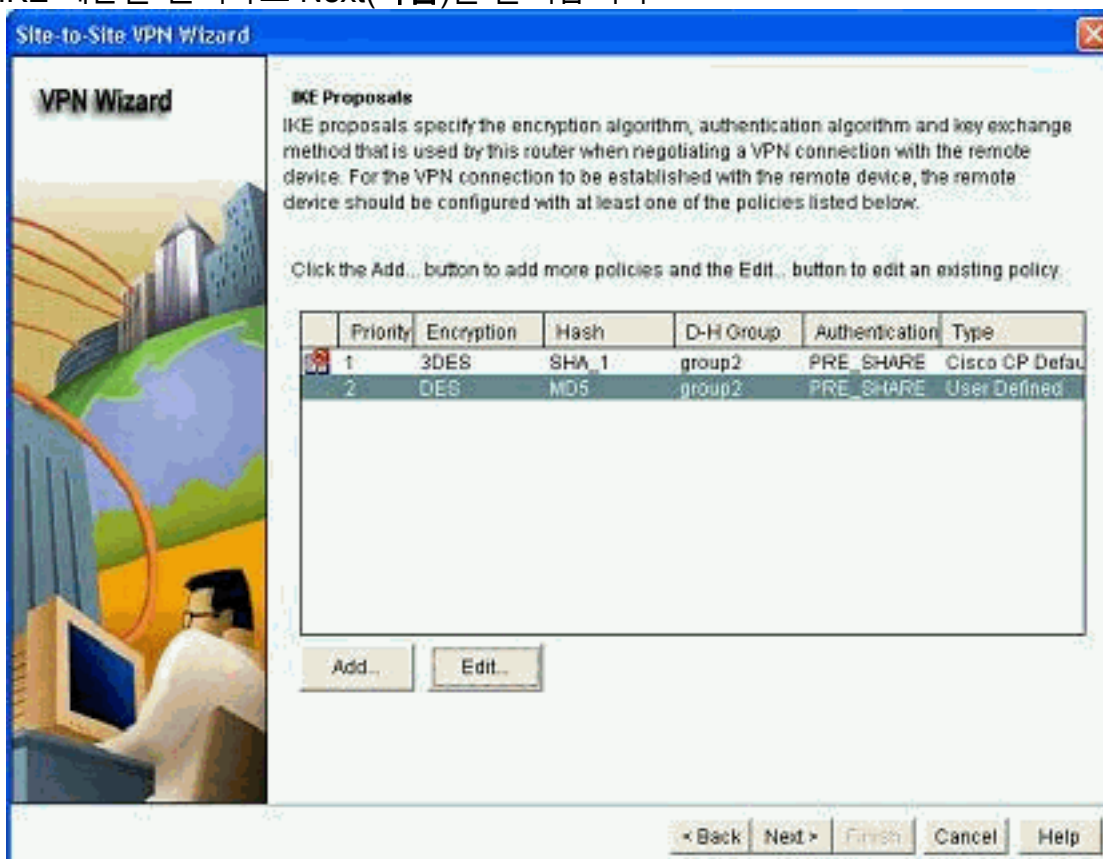 Next(다음)
Site-to-Site VPN Wizard
VPN Wizard
IKE Proposals
IKE proposals specify the encryption algorithm, authentication algorithm and key exchange
method that is used by this router when negotiating a VPN connection with the remote
device. For the VPN connection to be established with the remote device, the remote
device should be configured with at least one of the policies listed below.
Click the Add... button to add more policies and the Edit... button to edit an existing policy.
Priority Encryption Hash D-H Group Authentication Type
1 3DES SHA_1 group2 PRE_SHARE Cisco CP Defau
2 DES MD5 group2 PRE_SHARE User Defined
Add... Edit...
< Back Next > Finish Cancel Help